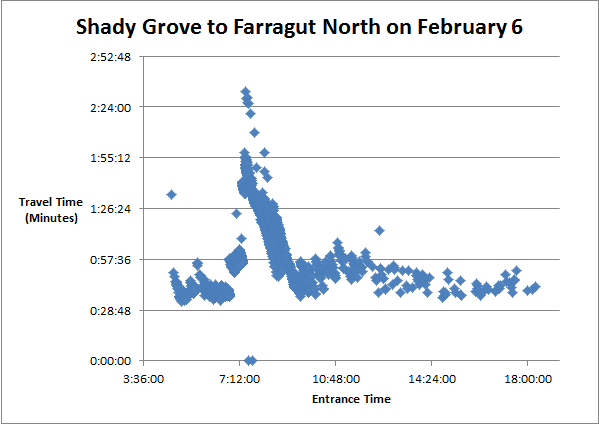 Shady Grove to Farragut North on February 6
2:52:48
2:24:00
1:55:12
1:26:24
0:57:36
0:28:48
0:00:00
Travel Time
(Minutes)
3:36:00 7:12:00 10:48:00 14:24:00 18:00:00
Entrance Time